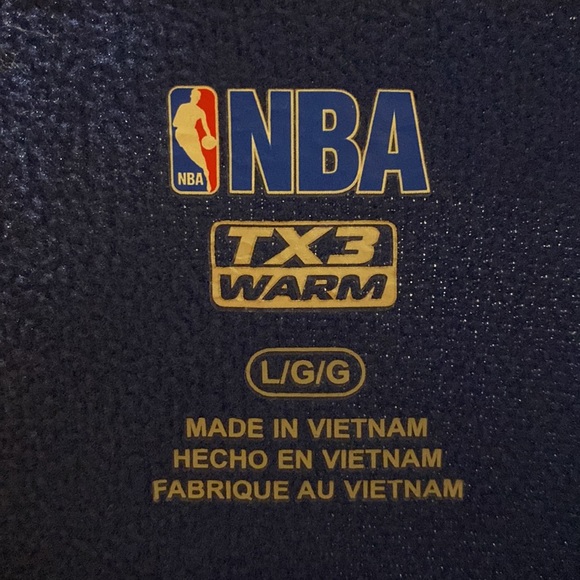 NBA NBA
TX3
WARM
L/G/G
MADE IN VIETNAM
HECHO EN VIETNAM
FABRIQUE AU VIETNAM